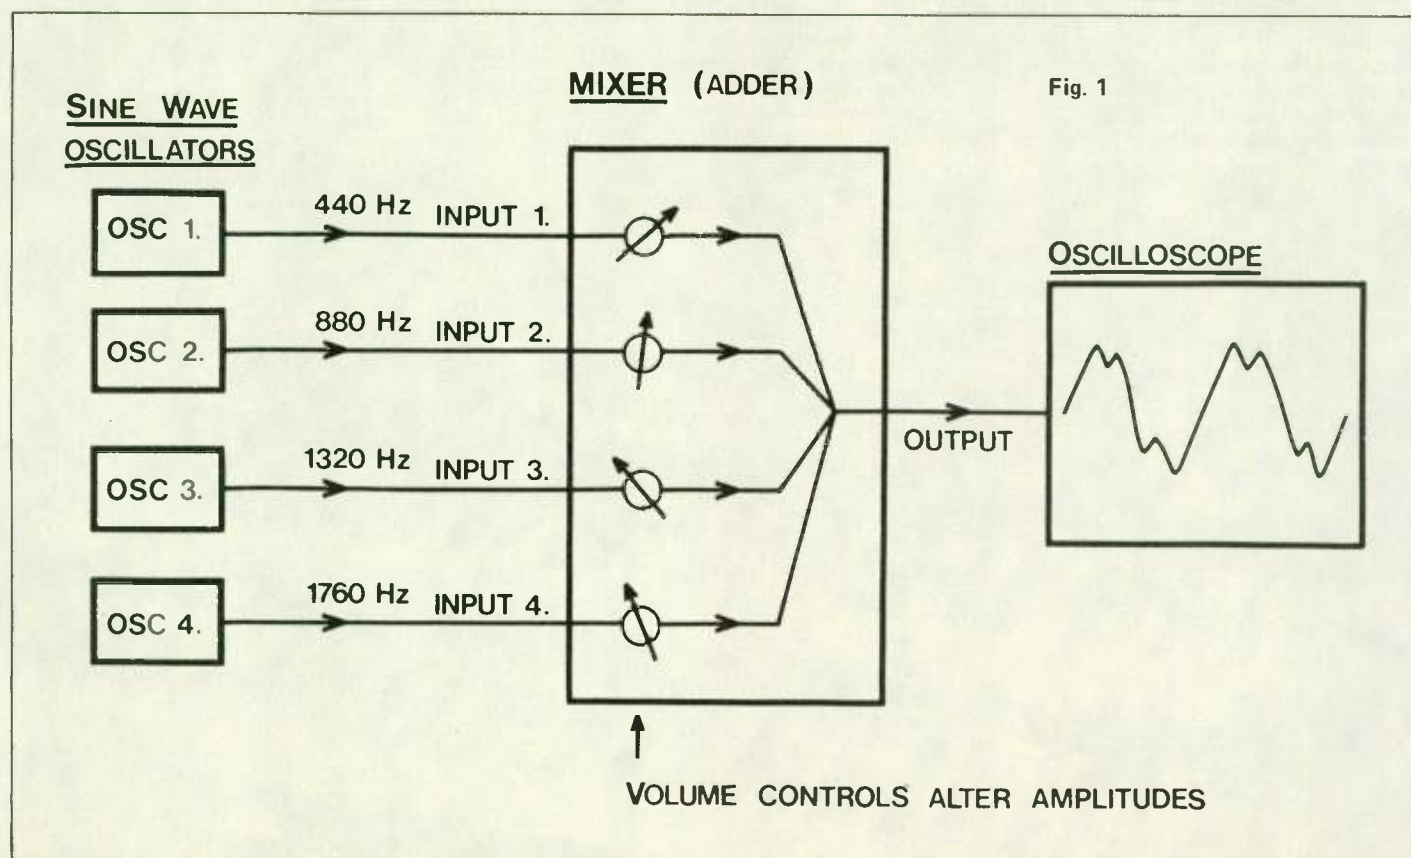 MIXER (ADDER)
Fig. 1
SINE WAVE
OSCILLATORS
OSC 1.
440 Hz
INPUT 1.
OSCILLOSCOPE
OSC 2.
880 Hz
INPUT 2.
OUTPUT
OSC 3.
1320 Hz
INPUT 3.
OSC 4.
1760 Hz
INPUT 4.
VOLUME CONTROLS ALTER AMPLITUDES